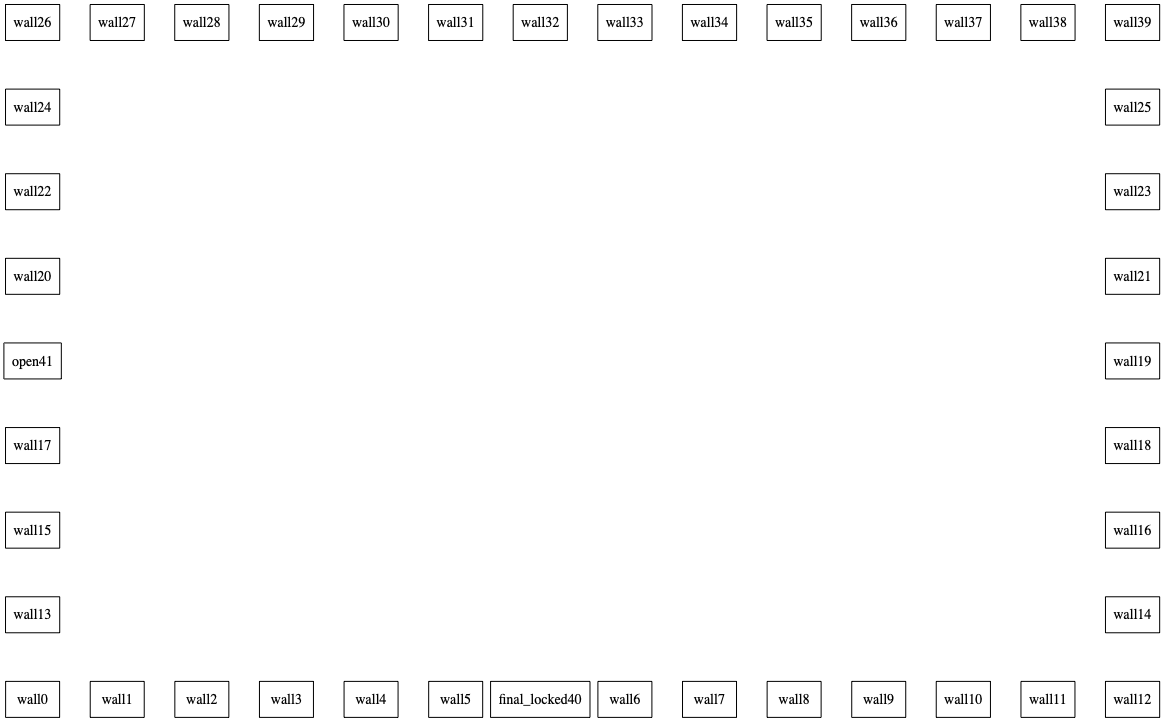 wall26 wall27 wall28 wall29 wall30 wall31 wall32 wall33 wall34 wall35 wall36 wall37 wall38 wall39
wall24 wall25
wall22 wall23
wall20 wall21
open41 wall19
wall17 wall18
wall15 wall16
wall13 wall14
wall0 wall1 wall2 wall3 wall4 wall5 final_locked40 wall6 wall7 wall8 wall9 wall10 wall11 wall12